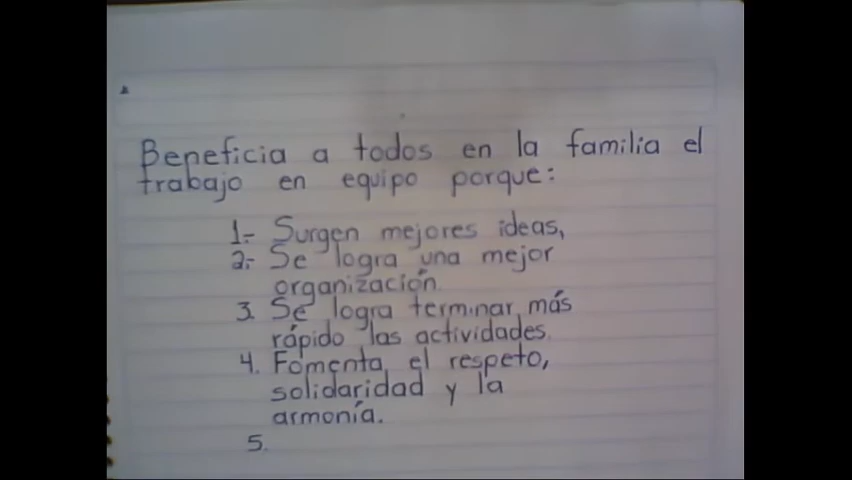 Beneficia a todos en la familia el
trabajo en equipo porque:
1.- Surgen mejores ideas,
2.- Se logra una mejor
organización
3. Se logra terminar más
rápido las actividades.
4. Fomenta el respeto,
solidaridad y la
armonía.
5.